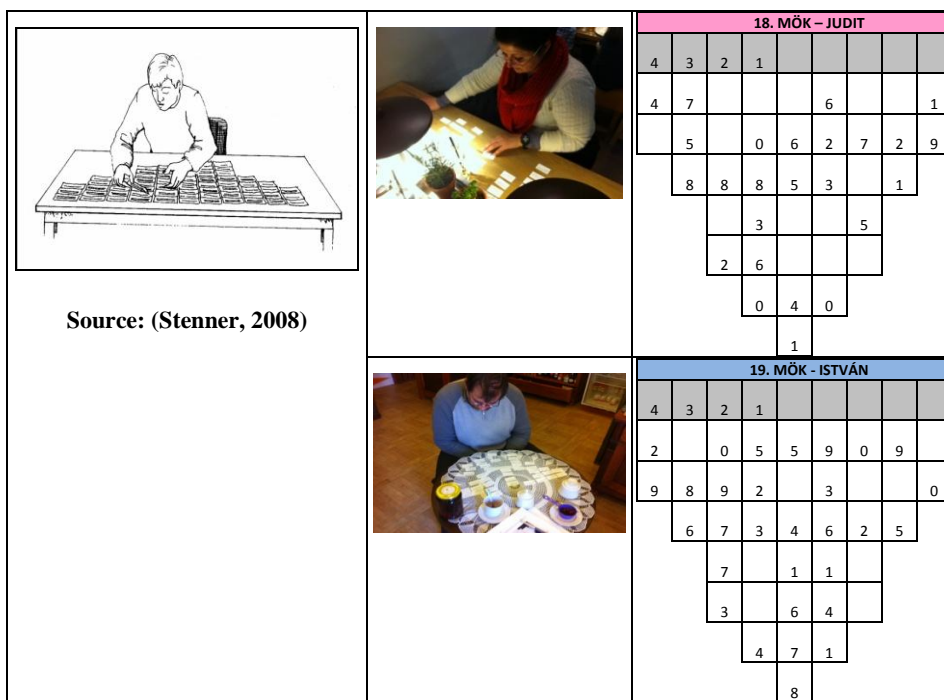 Source: (Stenner, 2008)
18. MÖK – JUDIT
4 3 2 1
4 7 6 1
5 0 6 2 7 2 9
8 8 8 5 3 1
3 5
2 6
0 4 0
1
19. MÖK - ISTVÁN
4 3 2 1
2 0 5 5 9 0 9
9 8 9 2 3 0
6 7 3 4 6 2 5
7 1 1
3 6 4
4 7 1
8